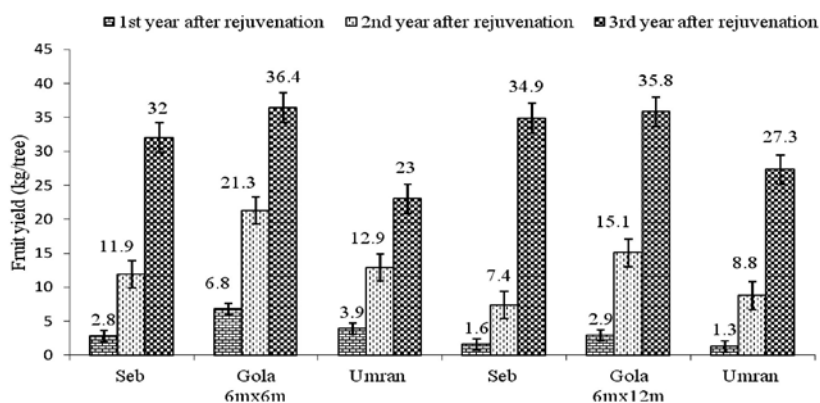 1st year after rejuvenation 2nd year after rejuvenation 3rd year after rejuvenation
Fruit yield (kg/tree)
45
40
35
30
25
20
15
10
5
0
2.8 11.9 32
6.8 21.3 36.4
3.9 12.9 23
1.6 7.4 34.9
2.9 15.1 35.8
1.3 8.8 27.3
Seb Gola Umran Seb Gola Umran
6mx6m 6mx12m